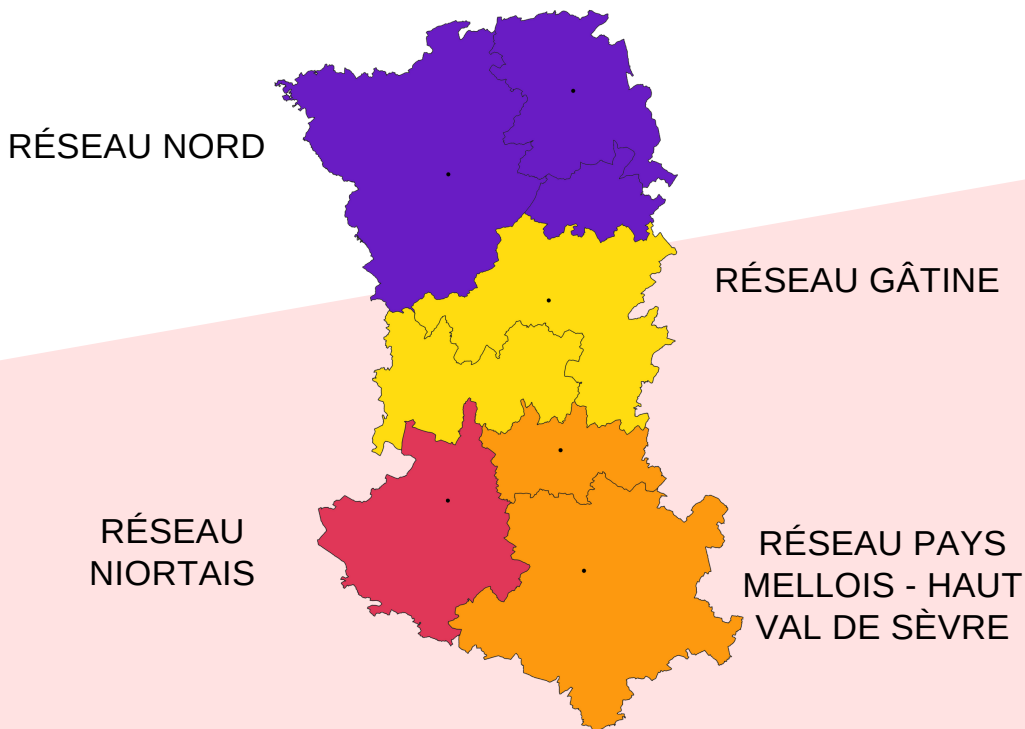 RÉSEAU NORD
RÉSEAU GÂTINE
RÉSEAU
NIORTAIS
RÉSEAU PAYS
MELLOIS - HAUT
VAL DE SÈVRE